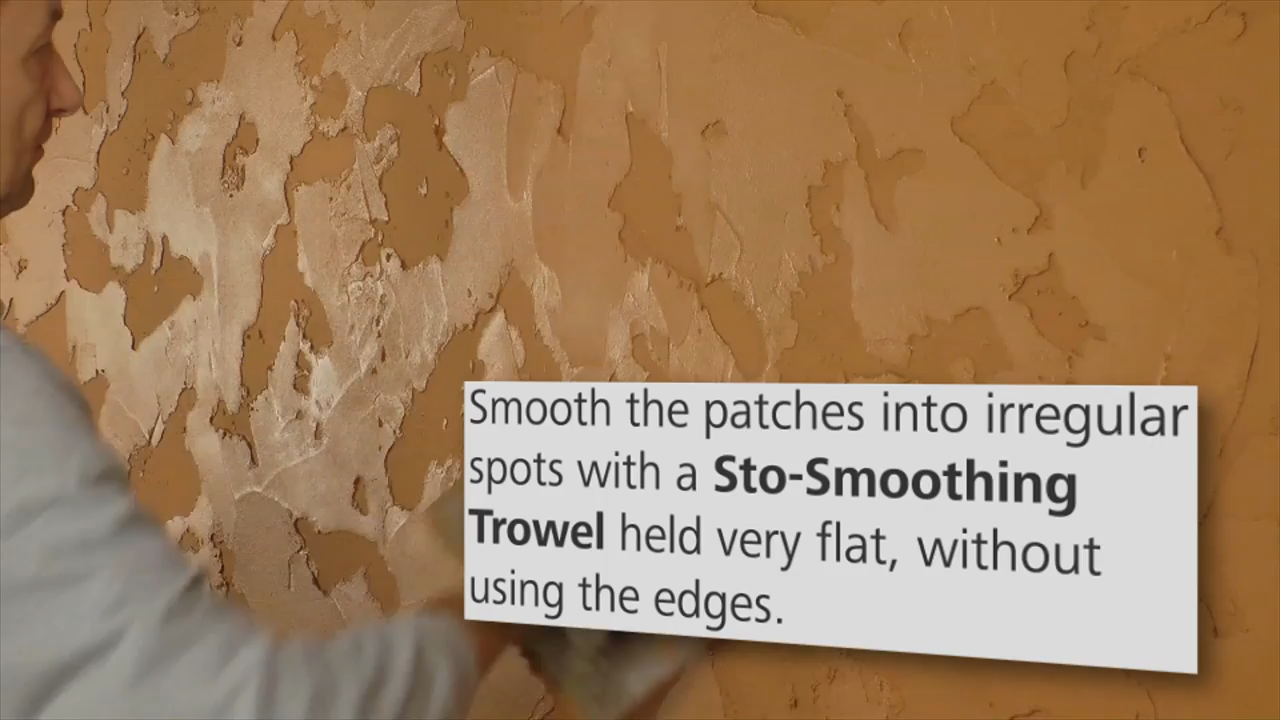 Smooth the patches into irregular
spots with a Sto-Smoothing
Trowel held very flat, without
using the edges.